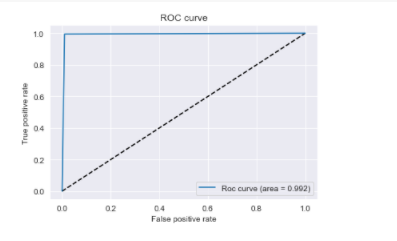 ROC curve
True positive rate
1.0
0.8
0.6
0.4
0.2
0.0
Roc curve (area = 0.992)
0.0 0.2 0.4 0.6 0.8 1.0
False positive rate